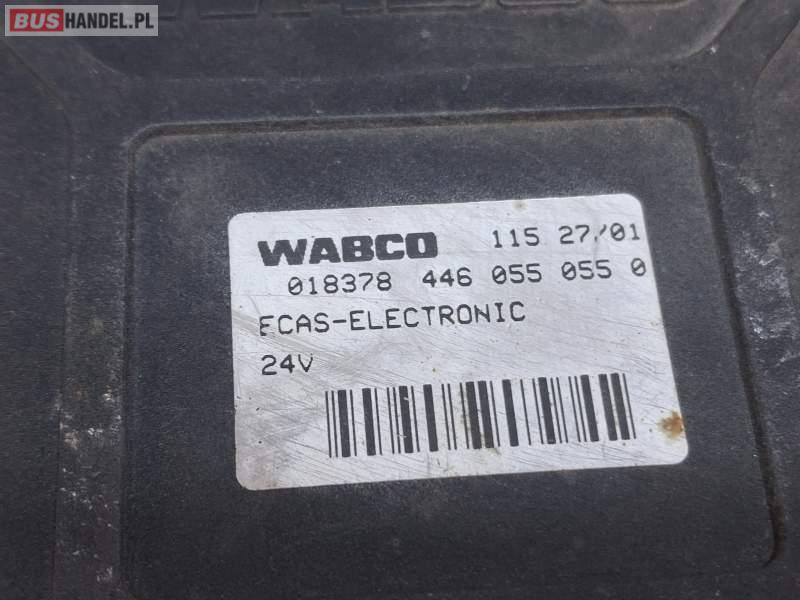 BUSHANDEL.PL
WABCO 115 27/01
018378 446 055 055 0
ECAS-ELECTRONIC
24V